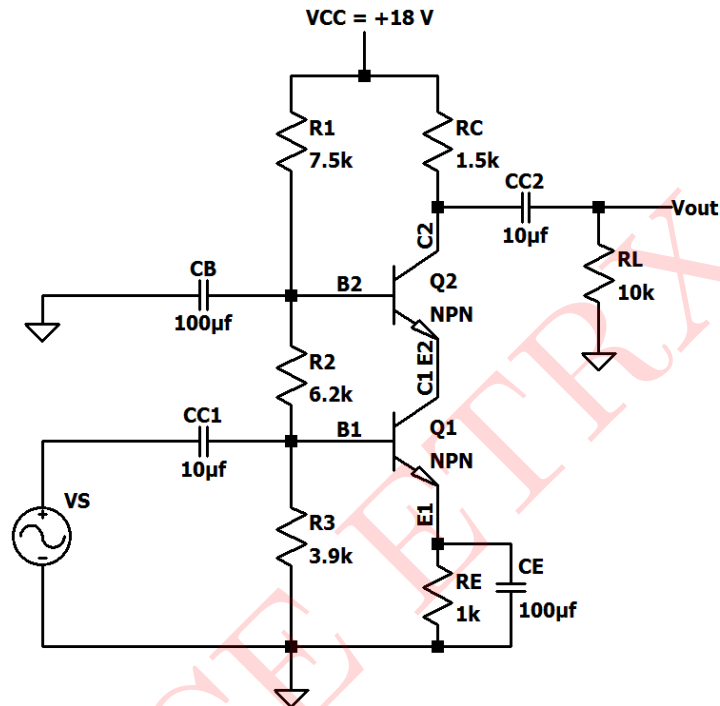 VCC = +18 V
R1
7.5k
RC
1.5k
CC2
10µf
Vout
C2
RL
10k
CB
100µf
B2
Q2
NPN
R2
6.2k
C1 E2
CC1
10µf
B1
Q1
NPN
VS
R3
3.9k
E1
RE
1k
CE
100µf
CE ETRX